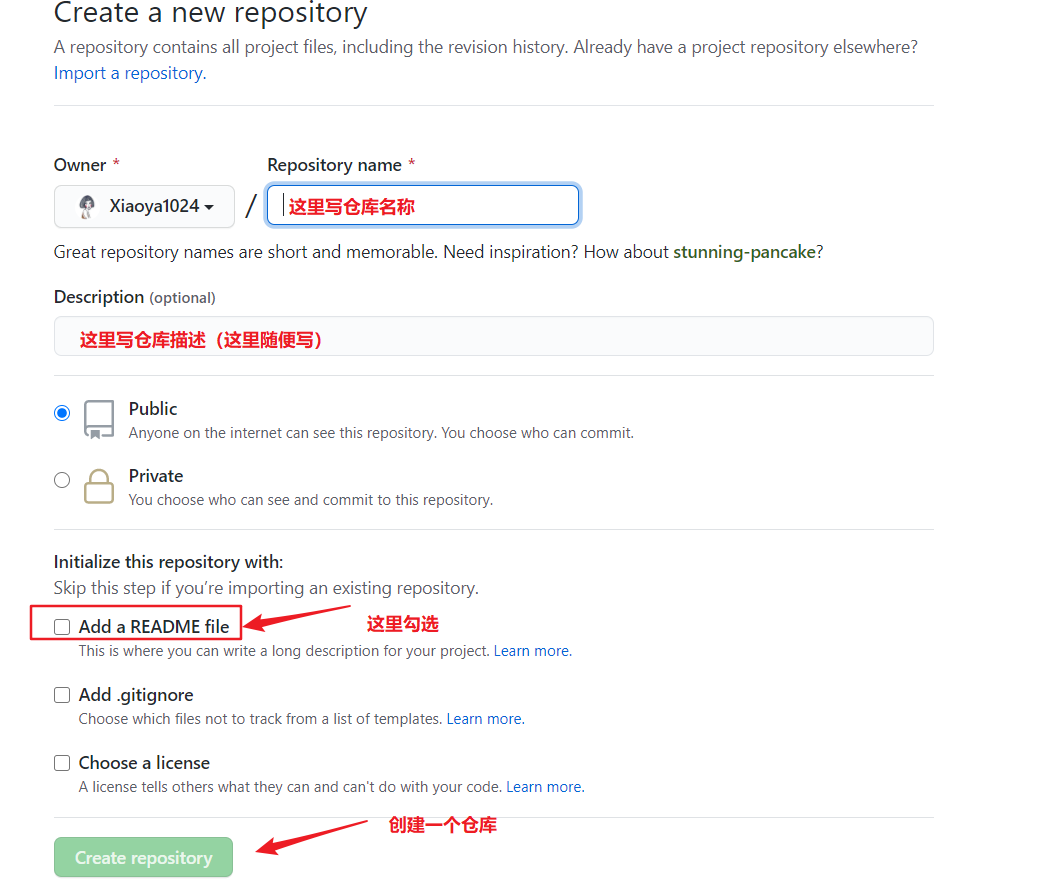 Create a new repository
A repository contains all project files, including the revision history. Already have a project repository elsewhere?
Import a repository.
Owner *
Repository name *
Xiaoya1024
/
这里写仓库名称
Great repository names are short and memorable. Need inspiration? How about stunning-pancake?
Description (optional)
这里写仓库描述（这里随便写）
Public
Anyone on the internet can see this repository. You choose who can commit.
Private
You choose who can see and commit to this repository.
Initialize this repository with:
Skip this step if you’re importing an existing repository.
Add a README file
这里勾选
This is where you can write a long description for your project. Learn more.
Add .gitignore
Choose which files not to track from a list of templates. Learn more.
Choose a license
A license tells others what they can and can't do with your code. Learn more.
创建一个仓库
Create repository